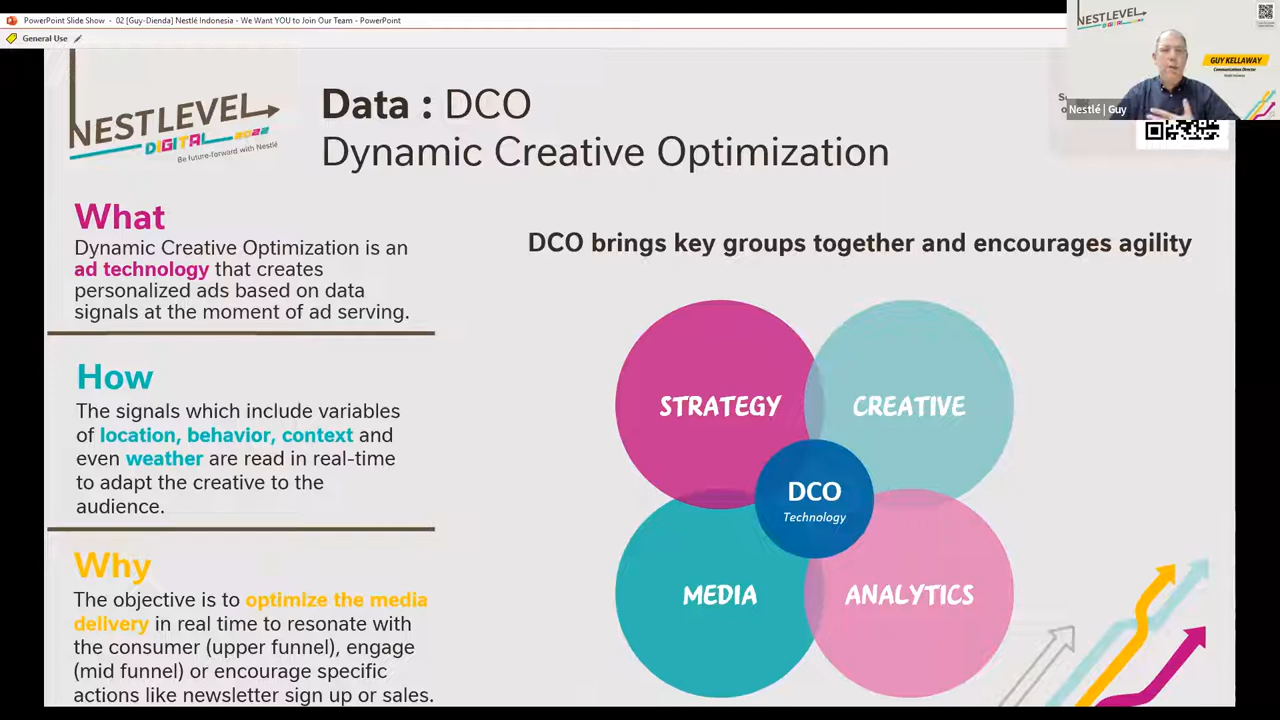 PowerPoint Slide Show - 02 [Guy-Dienda] Nestlé Indonesia - We Want YOU to Join Our Team - PowerPoint
General Use
NESTLEVEL
DIGITAL 2022
GUY KELLAWAY
Communication Director
Nestlé | Guy
NESTLEVEL
DIGITAL 2022
Be future-forward with Nestlé
Data : DCO
Dynamic Creative Optimization
What
Dynamic Creative Optimization is an
ad technology that creates
personalized ads based on data
signals at the moment of ad serving.
How
The signals which include variables
of location, behavior, context and
even weather are read in real-time
to adapt the creative to the
audience.
Why
The objective is to optimize the media
delivery in real time to resonate with
the consumer (upper funnel), engage
(mid funnel) or encourage specific
actions like newsletter sign up or sales.
DCO brings key groups together and encourages agility
STRATEGY
CREATIVE
DCO
Technology
MEDIA
ANALYTICS